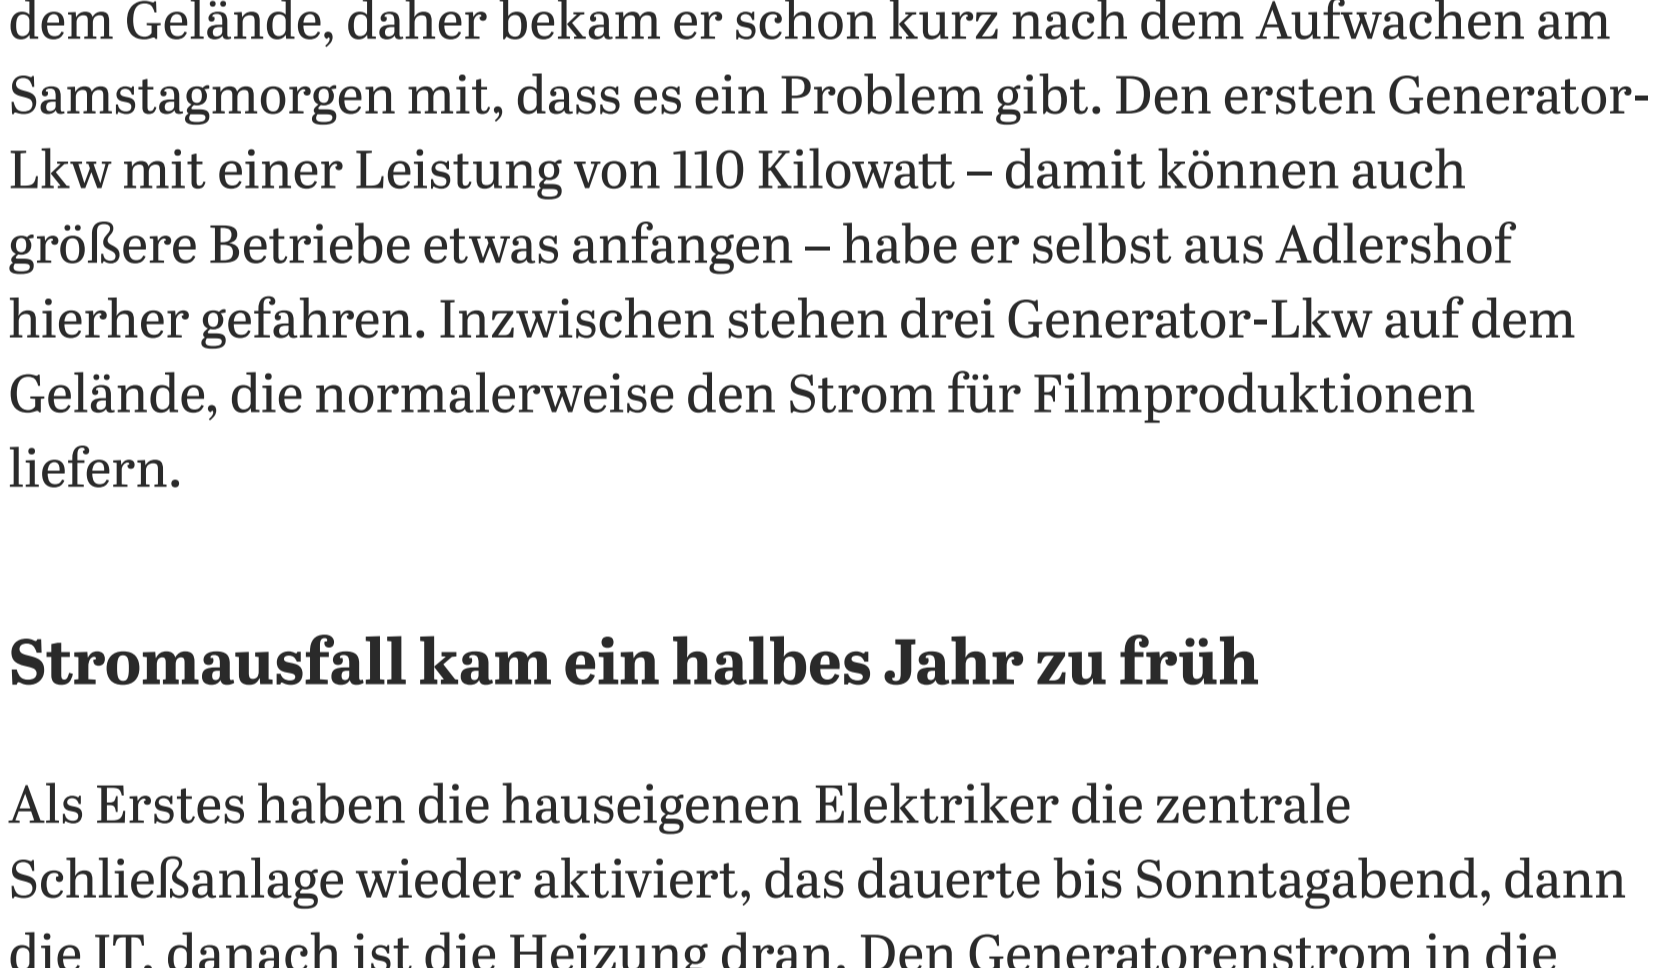 dem Gelände, daher bekam er schon kurz nach dem Aufwachen am
Samstagmorgen mit, dass es ein Problem gibt. Den ersten Generator-
Lkw mit einer Leistung von 110 Kilowatt – damit können auch
größere Betriebe etwas anfangen – habe er selbst aus Adlershof
hierher gefahren. Inzwischen stehen drei Generator-Lkw auf dem
Gelände, die normalerweise den Strom für Filmproduktionen
liefern.
Stromausfall kam ein halbes Jahr zu früh
Als Erstes haben die hauseigenen Elektriker die zentrale
Schließanlage wieder aktiviert, das dauerte bis Sonntagabend, dann
die IT, danach ist die Heizung dran. Den Generatorenstrom in die